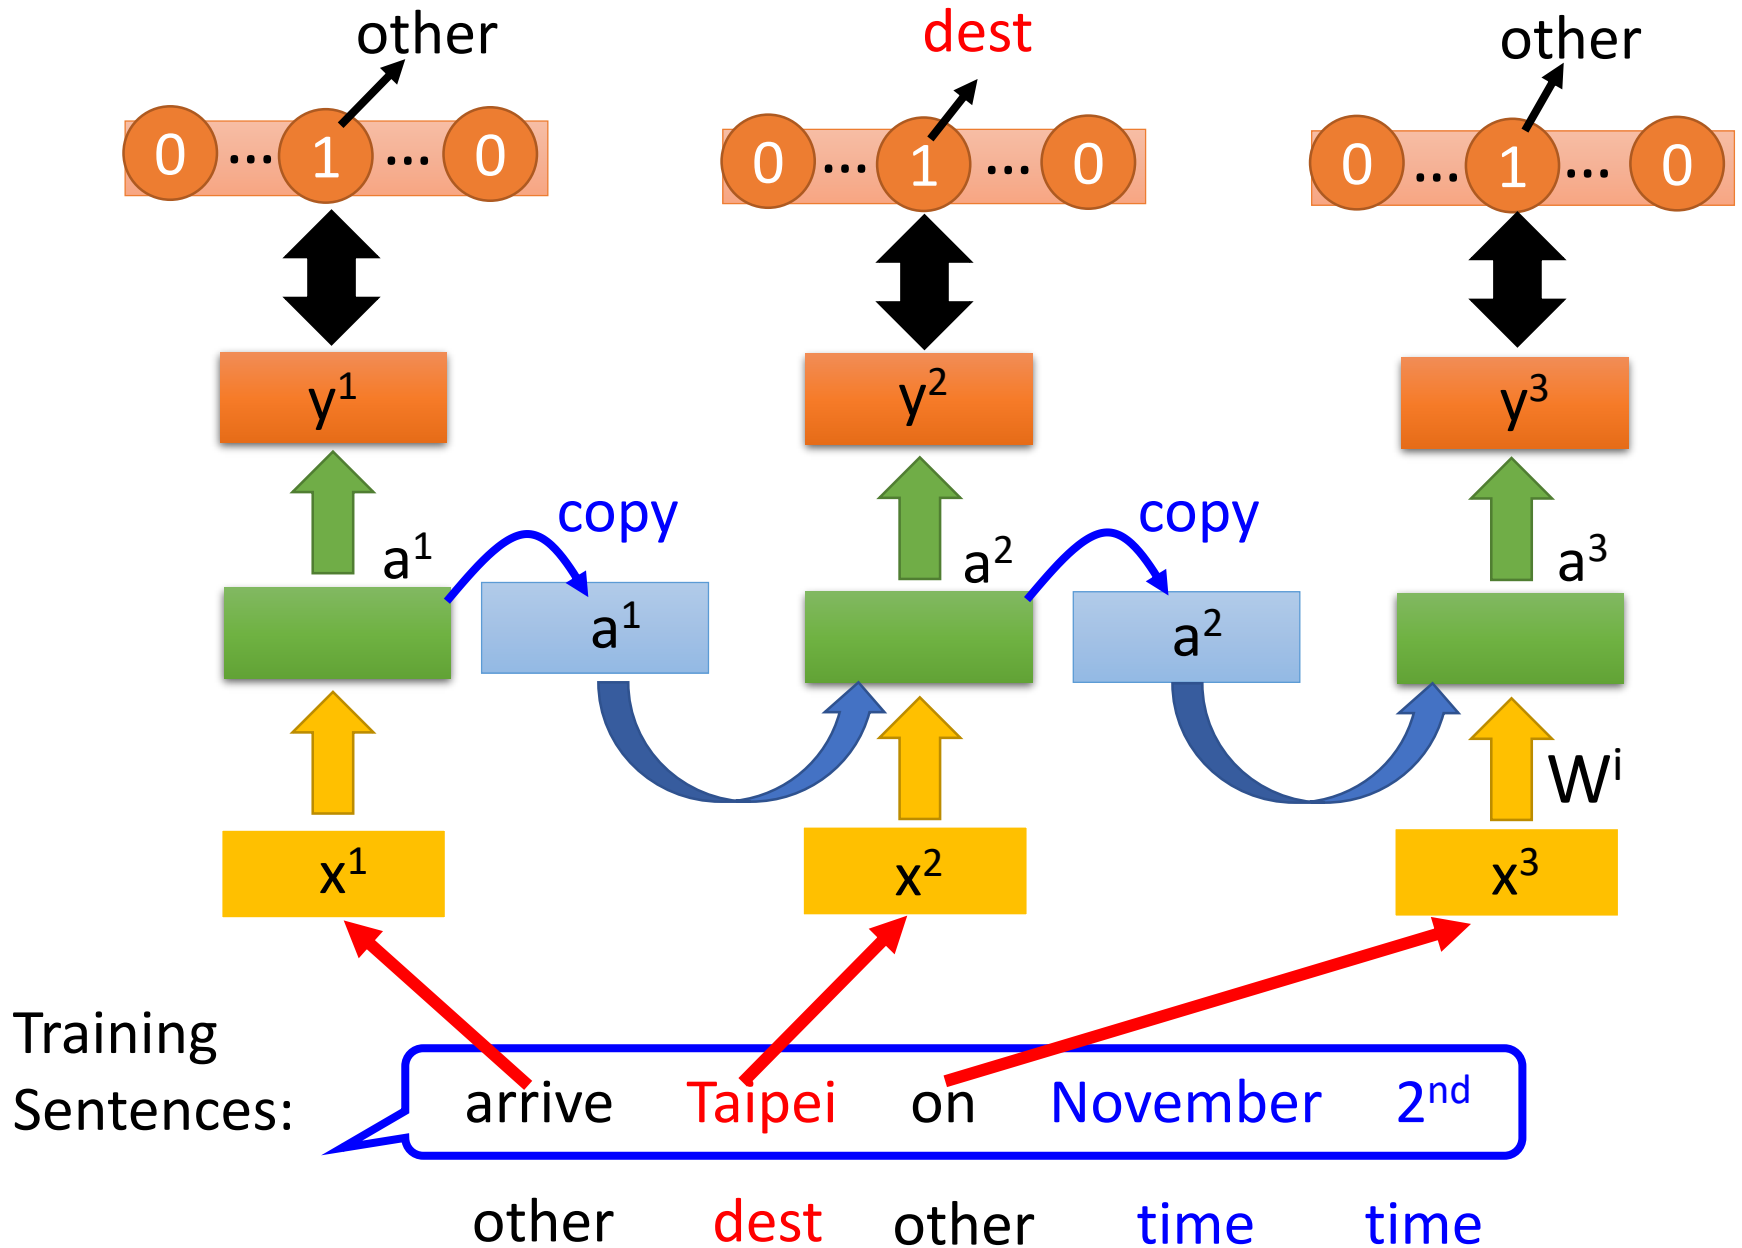 other dest other
0 ... 1 ... 0 0 ... 1 ... 0 0 ... 1 ... 0
y¹ y² y³
copy copy
a¹ a² a³
a¹ a²
Wⁱ
x¹ x² x³
Training
Sentences:
arrive Taipei on November 2ⁿᵈ
other dest other time time